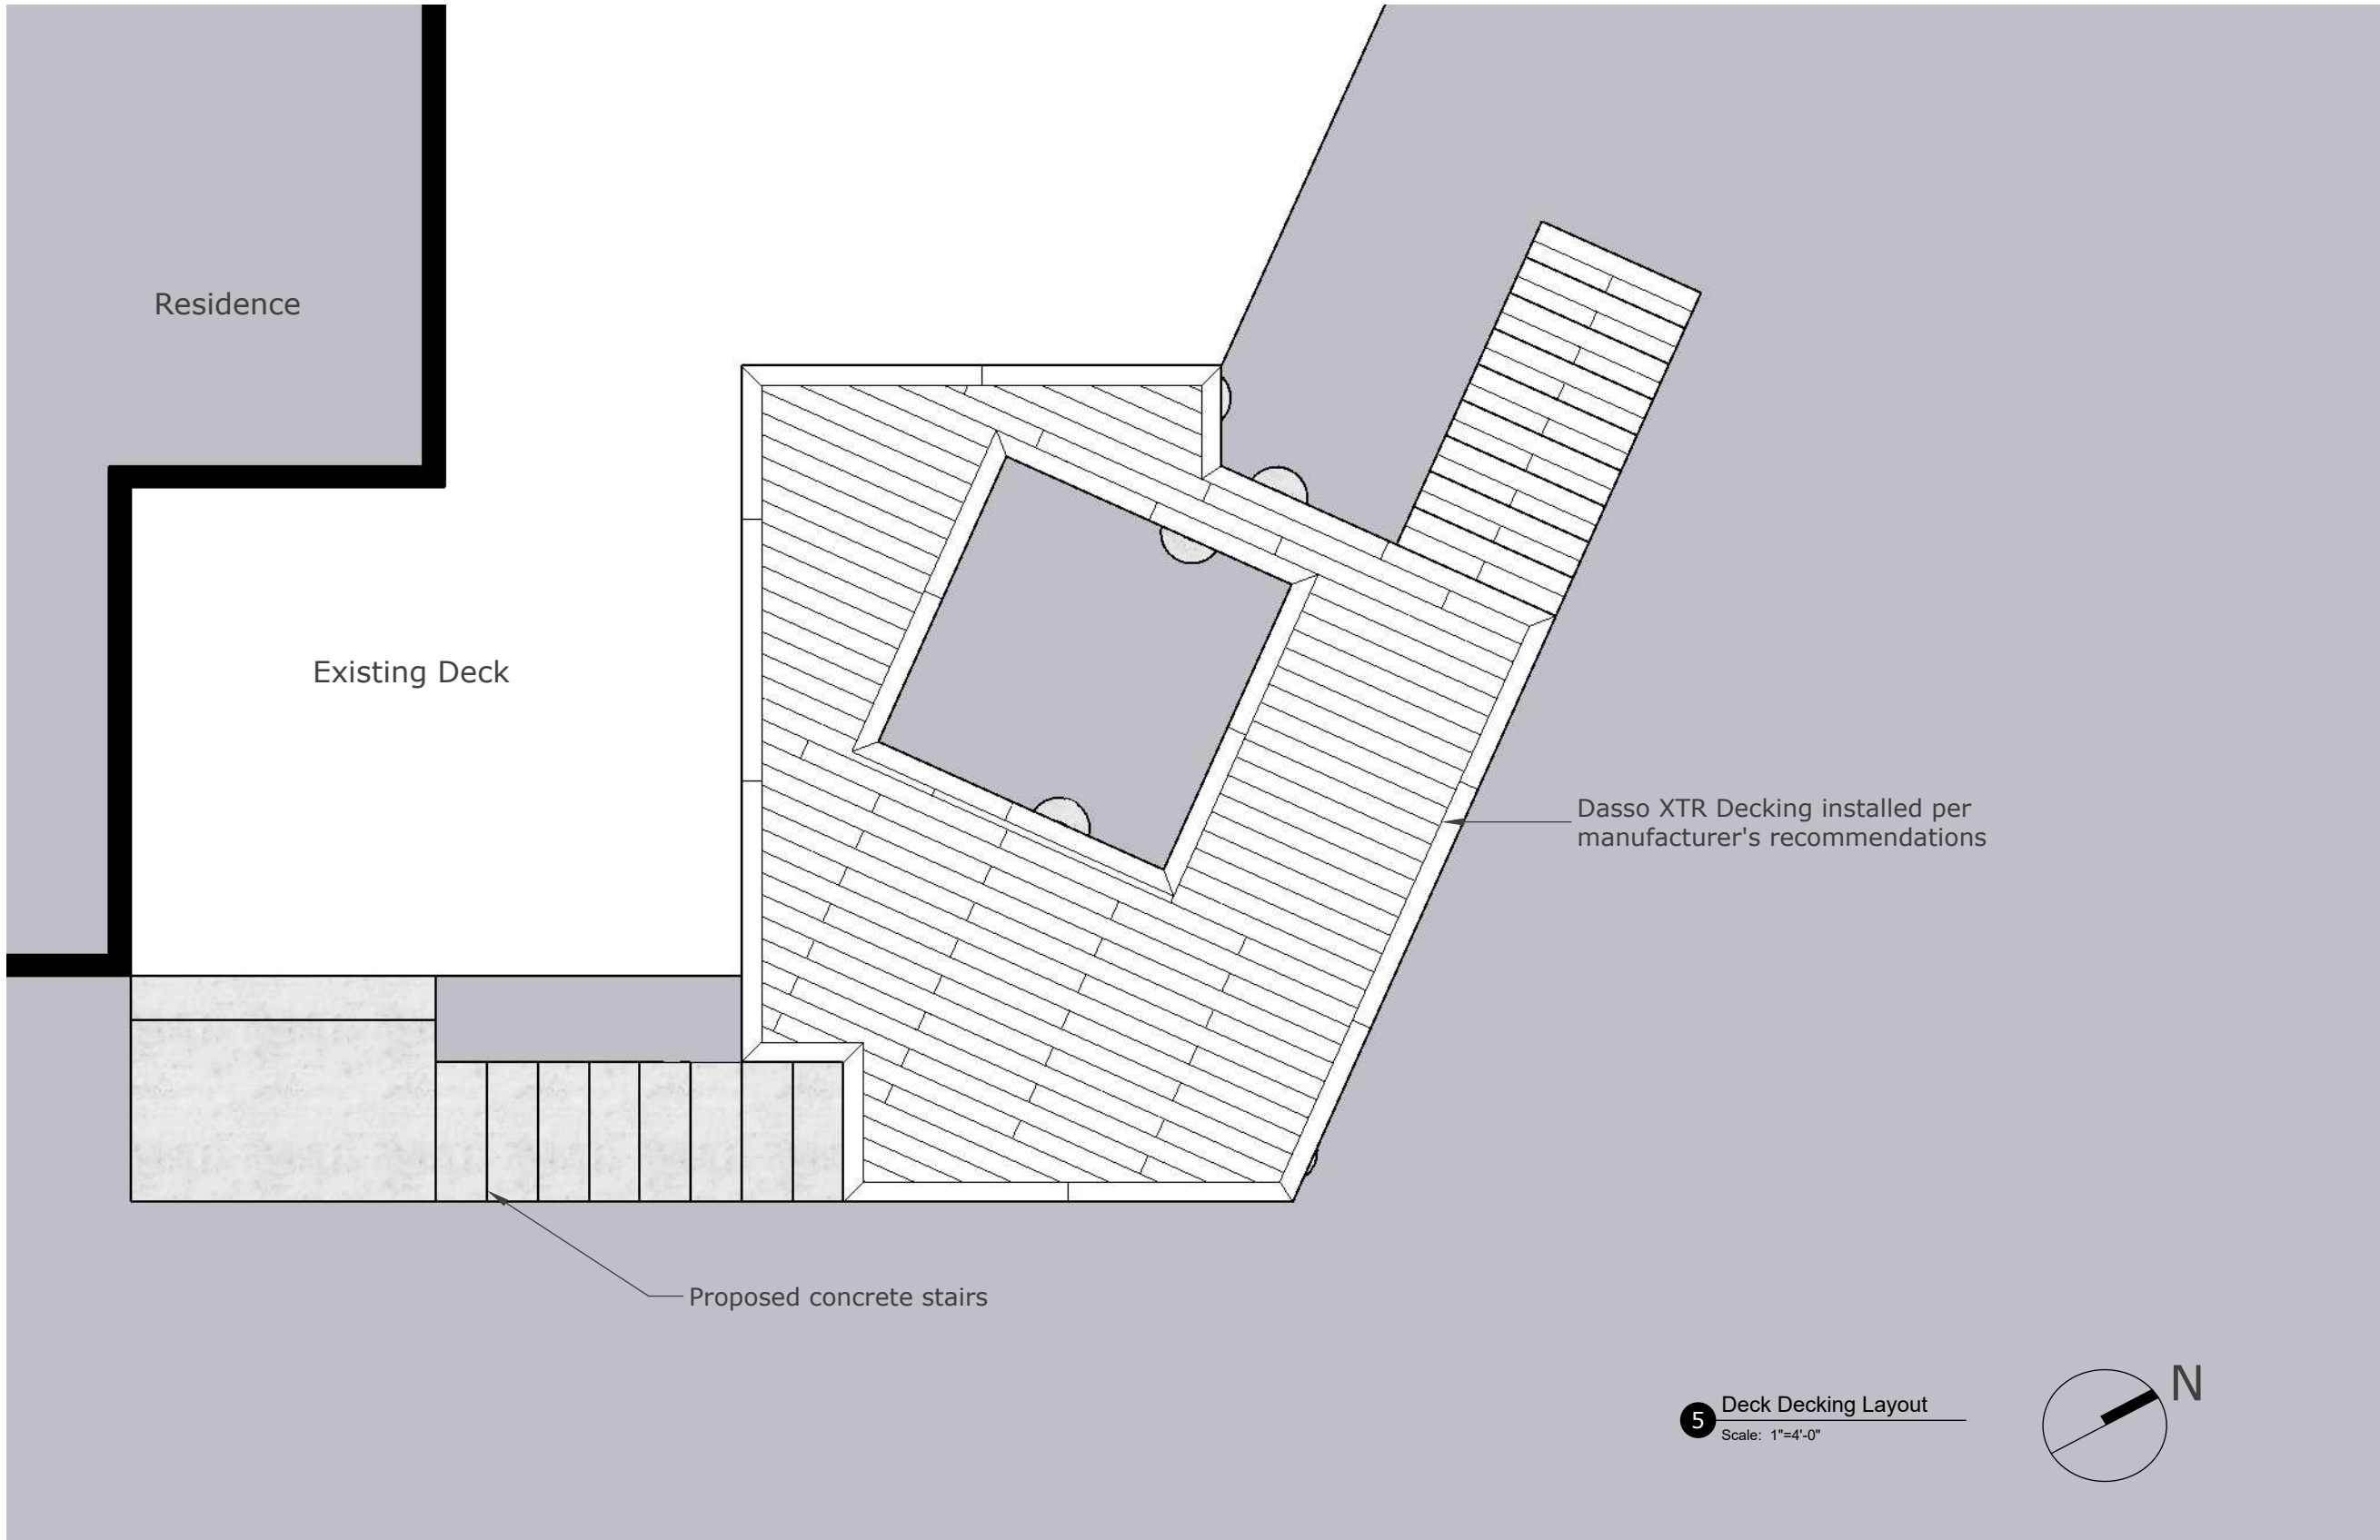 Residence
Existing Deck
Dasso XTR Decking installed per
manufacturer's recommendations
Proposed concrete stairs
5 Deck Decking Layout
Scale: 1"=4'-0"
N